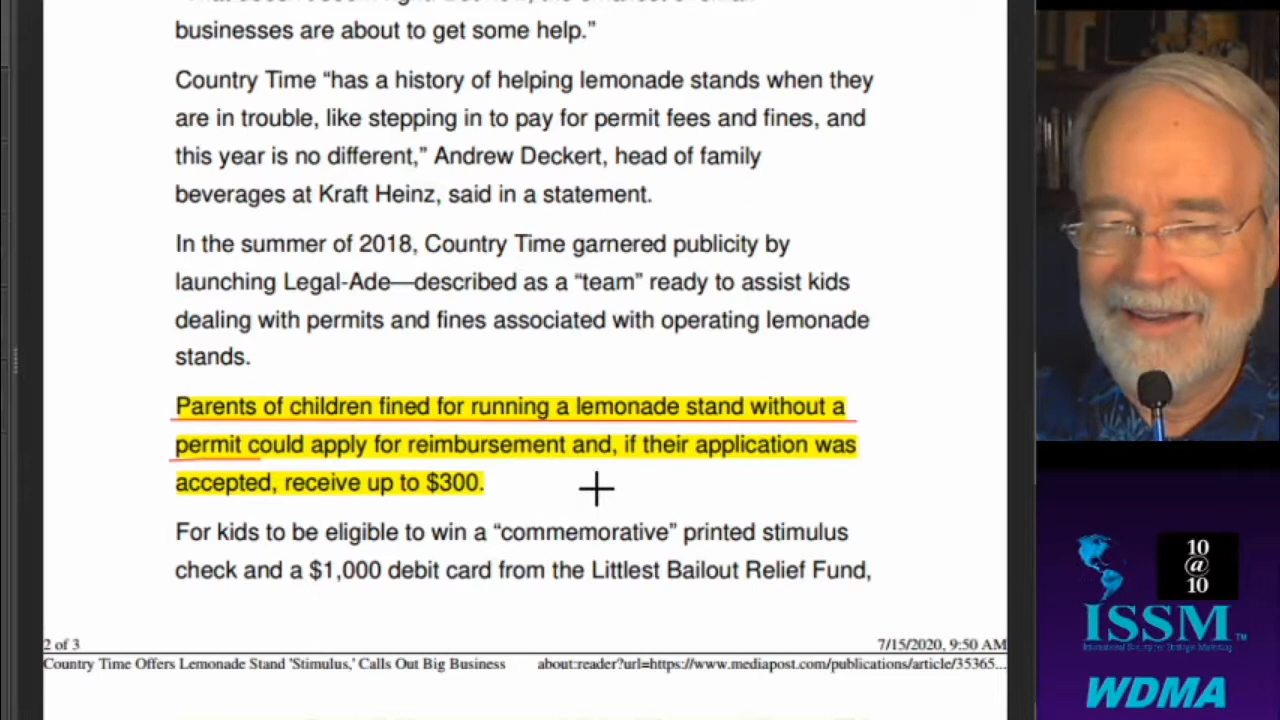 businesses are about to get some help.”
Country Time “has a history of helping lemonade stands when they
are in trouble, like stepping in to pay for permit fees and fines, and
this year is no different,” Andrew Deckert, head of family
beverages at Kraft Heinz, said in a statement.
In the summer of 2018, Country Time garnered publicity by
launching Legal-Ade—described as a “team” ready to assist kids
dealing with permits and fines associated with operating lemonade
stands.
Parents of children fined for running a lemonade stand without a
permit could apply for reimbursement and, if their application was
accepted, receive up to $300.
For kids to be eligible to win a “commemorative” printed stimulus
check and a $1,000 debit card from the Littlest Bailout Relief Fund,
2 of 3
7/15/2020, 9:50 AM
Country Time Offers Lemonade Stand 'Stimulus,' Calls Out Big Business
about:reader?url=https://www.mediapost.com/publications/article/35365...
10
@
10
ISSM
TM
WDMA